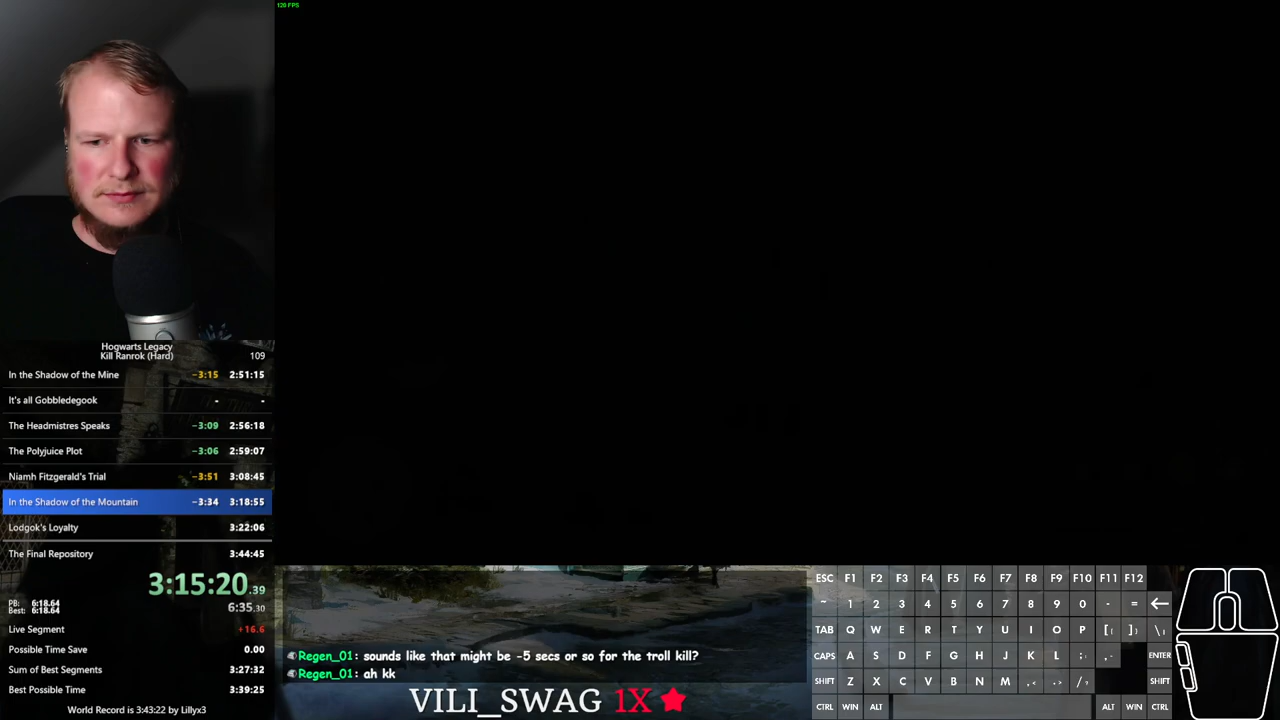 120 FPS
Hogwarts Legacy
Kill Ranrok (Hard) 109
In the Shadow of the Mine -3:15 2:51:15
It's all Gobbledegook - -
The Headmistres Speaks -3:09 2:56:18
The Polyjuice Plot -3:06 2:59:07
Niamh Fitzgerald's Trial -3:51 3:08:45
In the Shadow of the Mountain -3:34 3:18:55
Lodgok's Loyalty 3:22:06
The Final Repository 3:44:45
3:15:20.39
PB: 6:18.64
Best: 6:18.64 6:35.30
Live Segment +16.6
Possible Time Save 0.00
Sum of Best Segments 3:27:32
Best Possible Time 3:39:25
World Record is 3:43:22 by Lillyx3
Regen_01: sounds like that might be -5 secs or so for the troll kill?
Regen_01: ah kk
VILI_SWAG 1X
ESC F1 F2 F3 F4 F5 F6 F7 F8 F9 F10 F11 F12
~ 1 2 3 4 5 6 7 8 9 0 - =
TAB Q W E R T Y U I O P [{ ]} \|
CAPS A S D F G H J K L ;: ,- ENTER
SHIFT Z X C V B N M ,< .> /? SHIFT
CTRL WIN ALT ALT WIN CTRL